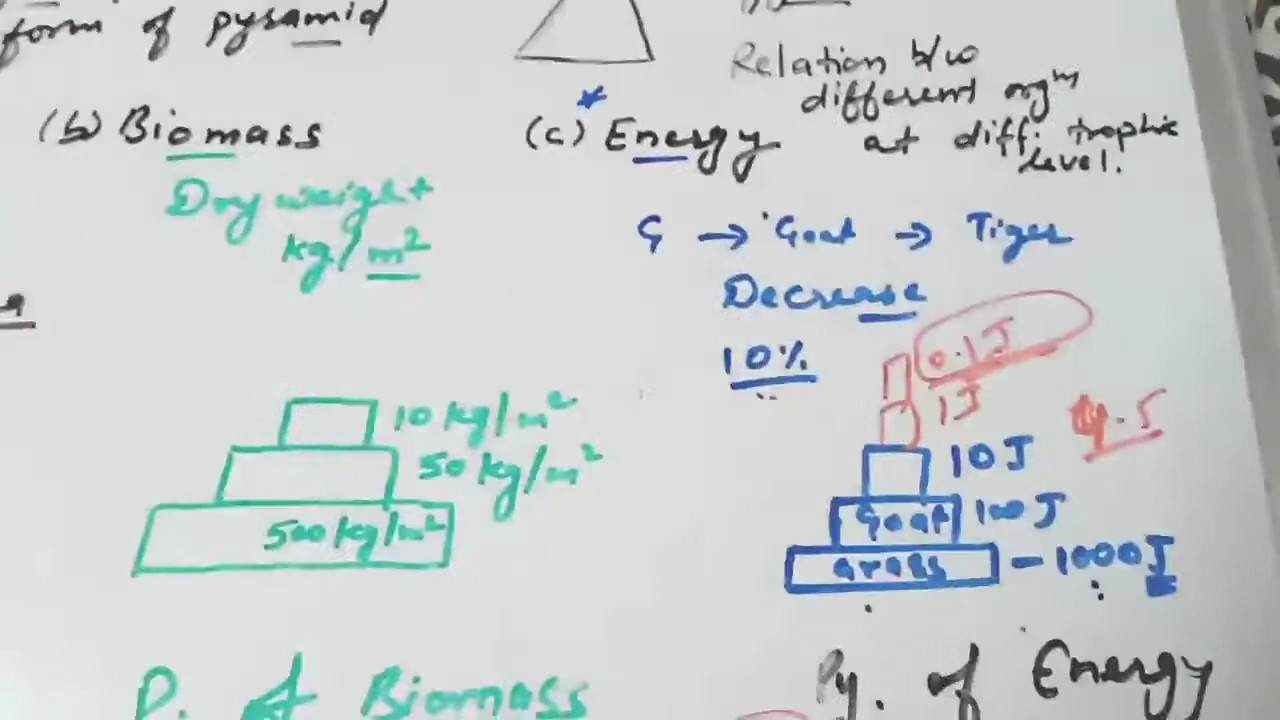 form of pyramid
Relation b/w
different orgm
at diff. trophic
level.
(b) Biomass
Dry weight
kg/m²
(c) Energy
G → Goat → Tiger
Decrease
10%
10 kg/m²
50 kg/m²
500 kg/m²
0.1J
1J
10J
Goat 100J
Grass - 1000J
P. of Biomass
Py. of Energy